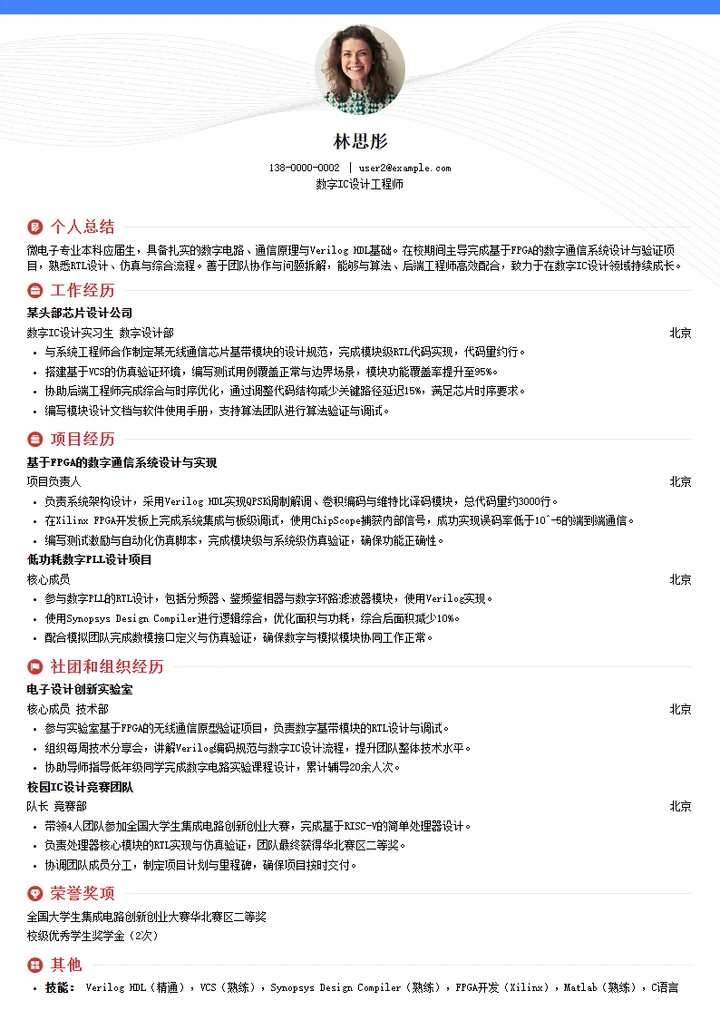 林思彤
138-0000-0002 | user2@example.com
数字IC设计工程师
个人总结
微电子专业本科应届生，具备扎实的数字电路、通信原理与Verilog HDL基础。在校期间主导完成基于FPGA的数字通信系统设计与验证项
目，熟悉RTL设计、仿真与综合流程。善于团队协作与问题拆解，能够与算法、后端工程师高效配合，致力于在数字IC设计领域持续成长。
工作经历
某头部芯片设计公司
数字IC设计实习生 数字设计部 北京
• 与系统工程师合作制定某无线通信芯片基带模块的设计规范，完成模块级RTL代码实现，代码量约行。
• 搭建基于VCS的仿真验证环境，编写测试用例覆盖正常与边界场景，模块功能覆盖率提升至95%。
• 协助后端工程师完成综合与时序优化，通过调整代码结构减少关键路径延迟15%，满足芯片时序要求。
• 编写模块设计文档与软件使用手册，支持算法团队进行算法验证与调试。
项目经历
基于FPGA的数字通信系统设计与实现
项目负责人 北京
• 负责系统架构设计，采用Verilog HDL实现QPSK调制解调、卷积编码与维特比译码模块，总代码量约3000行。
• 在Xilinx FPGA开发板上完成系统集成与板级调试，使用ChipScope捕获内部信号，成功实现误码率低于10^-5的端到端通信。
• 编写测试激励与自动化仿真脚本，完成模块级与系统级仿真验证，确保功能正确性。
低功耗数字PLL设计项目
核心成员 北京
• 参与数字PLL的RTL设计，包括分频器、鉴频鉴相器与数字环路滤波器模块，使用Verilog实现。
• 使用Synopsys Design Compiler进行逻辑综合，优化面积与功耗，综合后面积减少10%。
• 配合模拟团队完成数模接口定义与仿真验证，确保数字与模拟模块协同工作正常。
社团和组织经历
电子设计创新实验室
核心成员 技术部 北京
• 参与实验室基于FPGA的无线通信原型验证项目，负责数字基带模块的RTL设计与调试。
• 组织每周技术分享会，讲解Verilog编码规范与数字IC设计流程，提升团队整体技术水平。
• 协助导师指导低年级同学完成数字电路实验课程设计，累计辅导20余人次。
校园IC设计竞赛团队
队长 竞赛部 北京
• 带领4人团队参加全国大学生集成电路创新创业大赛，完成基于RISC-V的简单处理器设计。
• 负责处理器核心模块的RTL实现与仿真验证，团队最终获得华北赛区二等奖。
• 协调团队成员分工，制定项目计划与里程碑，确保项目按时交付。
荣誉奖项
全国大学生集成电路创新创业大赛华北赛区二等奖
校级优秀学生奖学金（2次）
其他
• 技能： Verilog HDL（精通），VCS（熟练），Synopsys Design Compiler（熟练），FPGA开发（Xilinx），Matlab（熟练），C语言